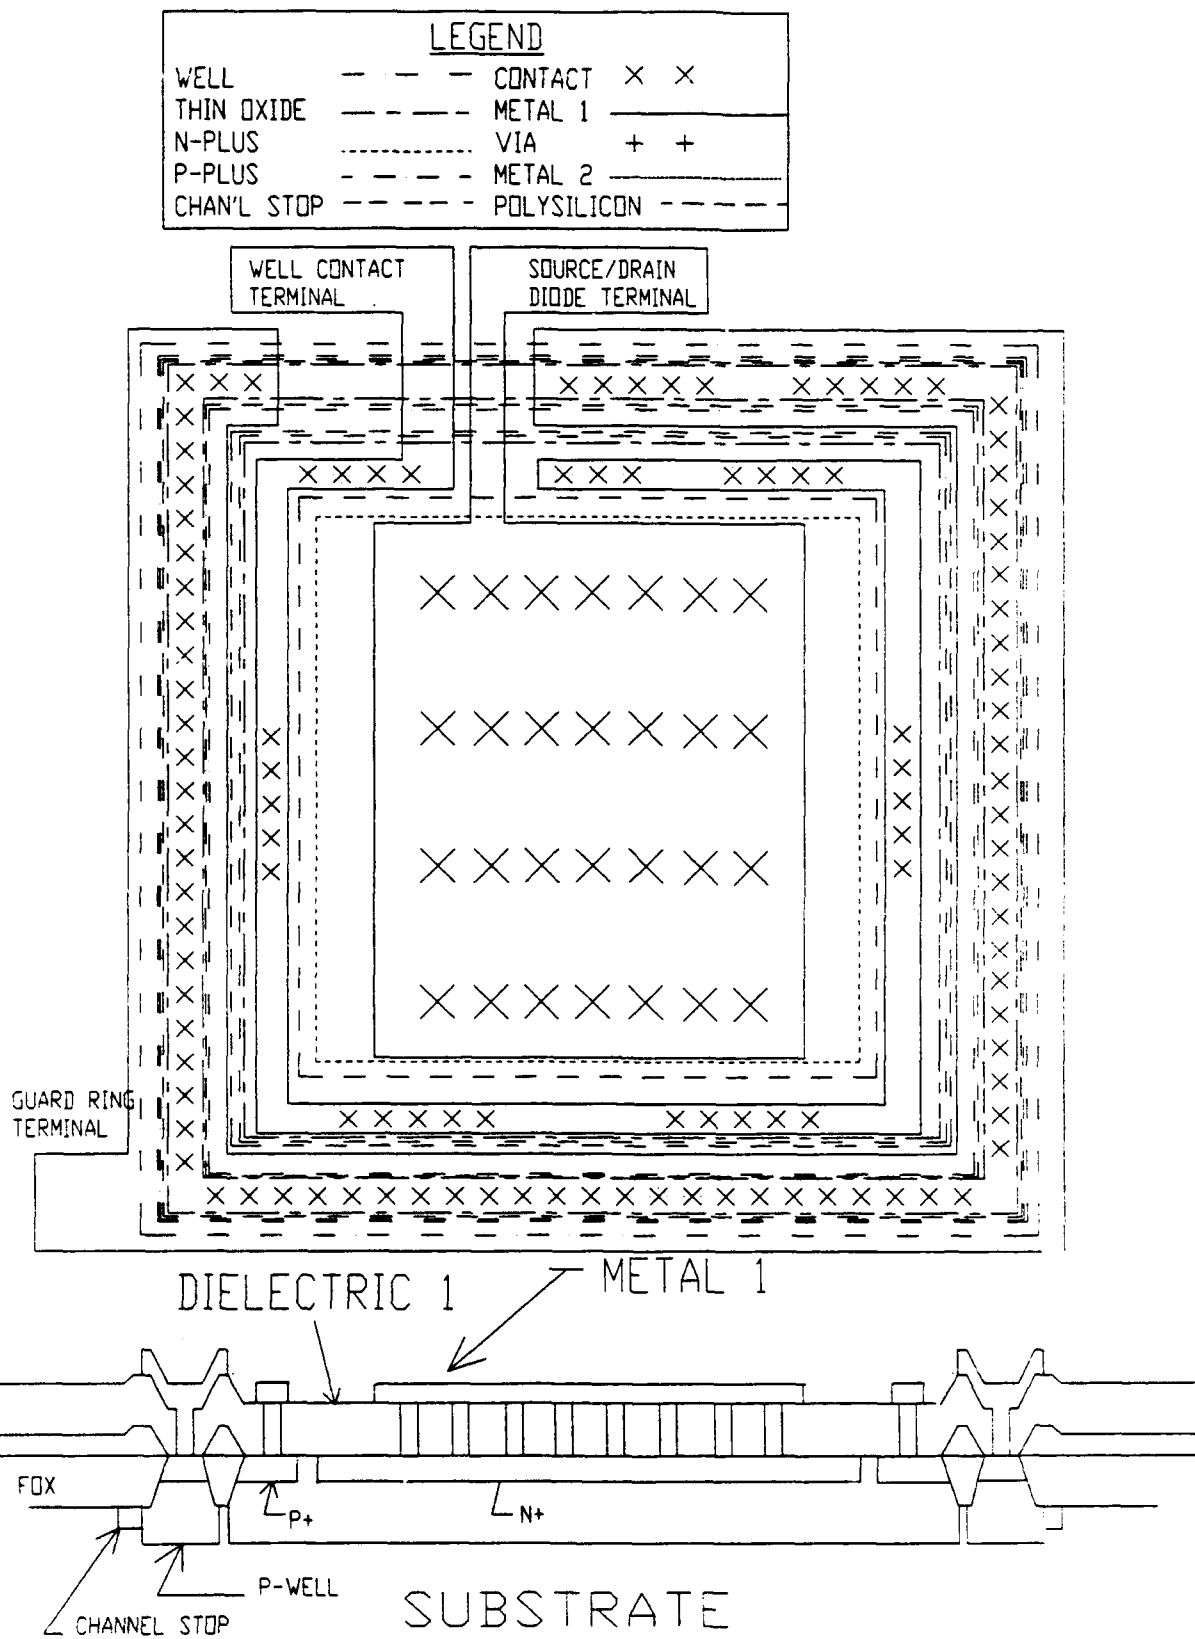 LEGEND
WELL CONTACT
THIN OXIDE METAL 1
N-PLUS VIA
P-PLUS METAL 2
CHAN'L STOP POLYSILICON
WELL CONTACT
TERMINAL
SOURCE/DRAIN
DIODE TERMINAL
GUARD RING
TERMINAL
DIELECTRIC 1
METAL 1
FOX
P+
N+
P-WELL
CHANNEL STOP
SUBSTRATE